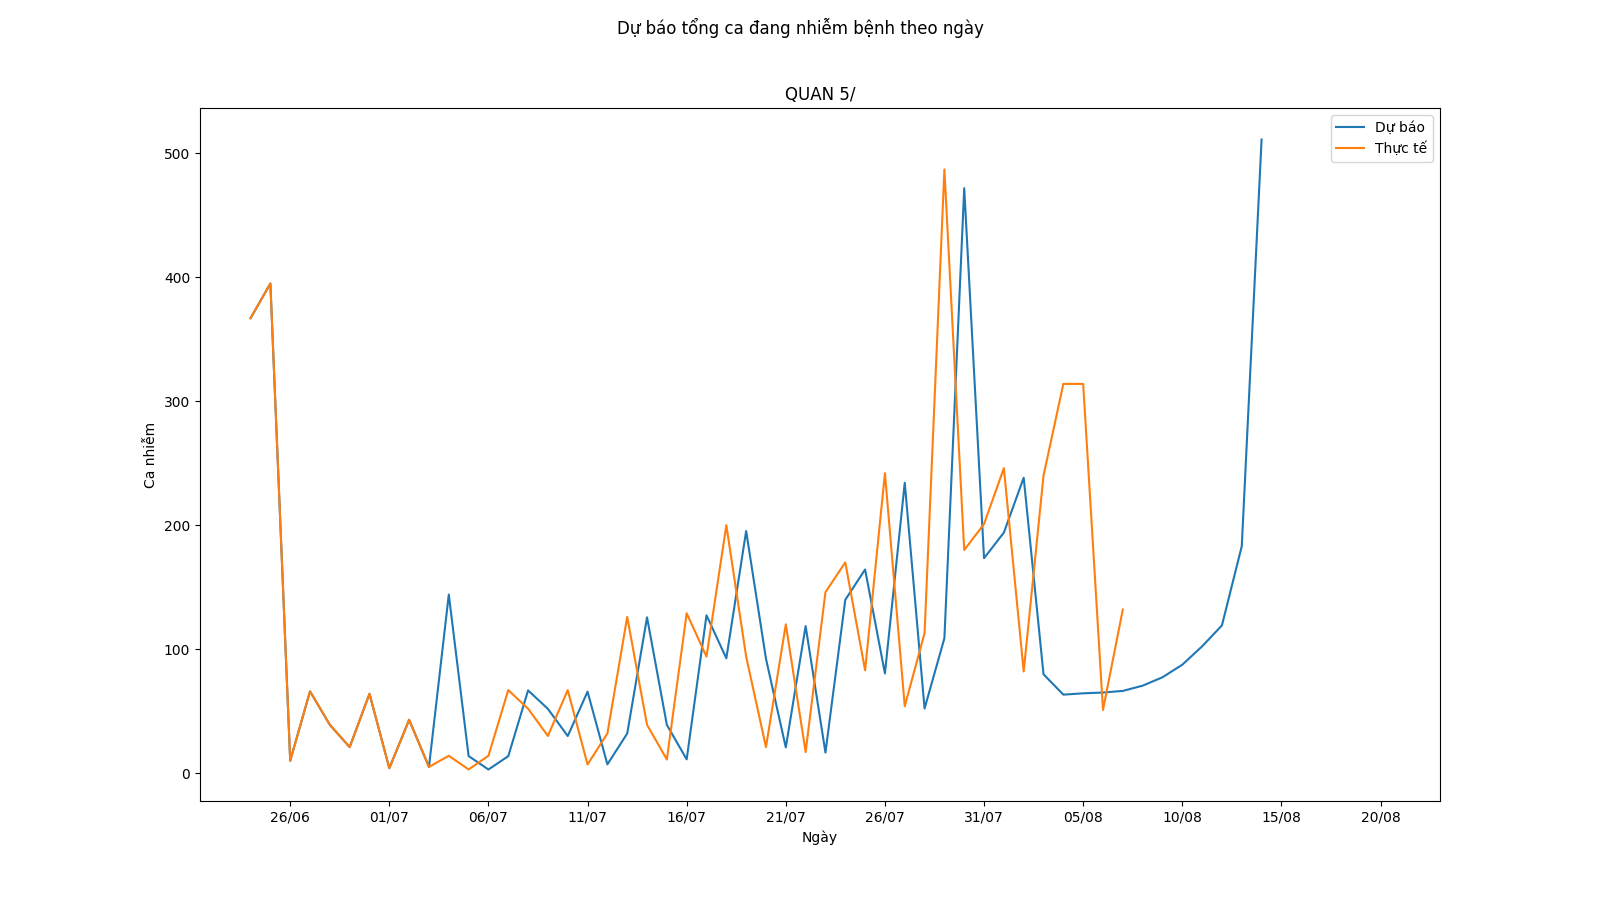 Dự báo tổng ca đang nhiễm bệnh theo ngày
QUAN 5/
Dự báo
Thực tế
500
400
300
200
100
0
Ca nhiễm
26/06 01/07 06/07 11/07 16/07 21/07 26/07 31/07 05/08 10/08 15/08 20/08
Ngày